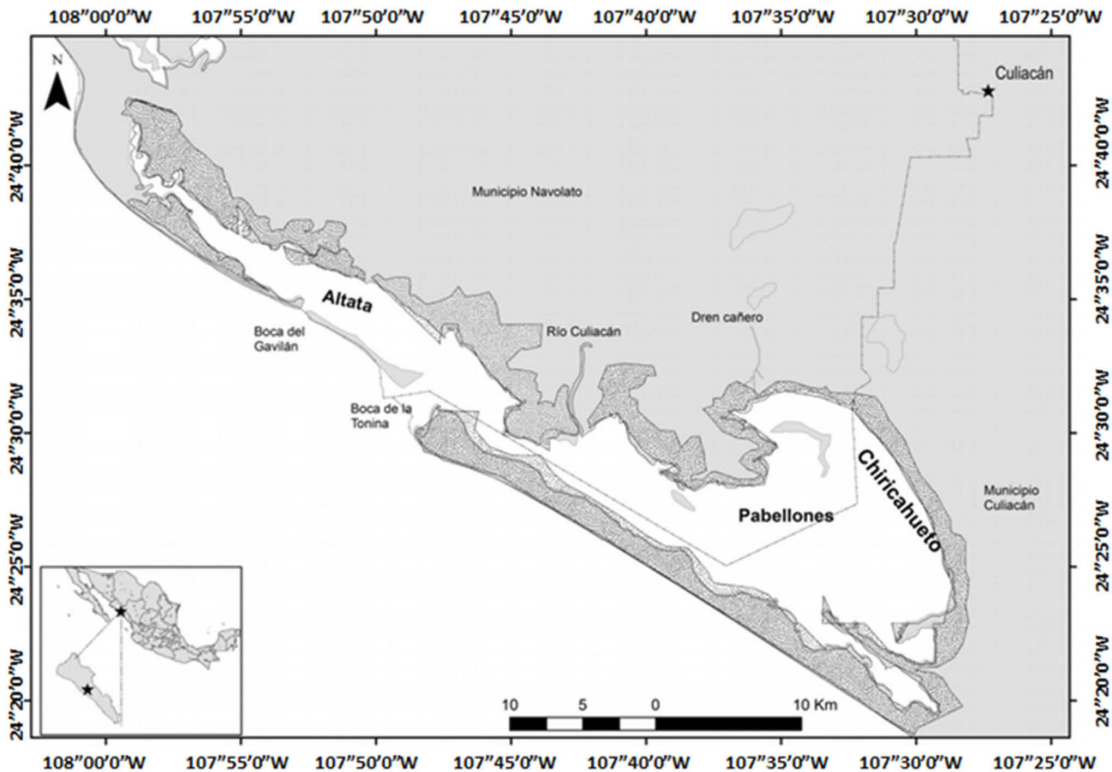 108”00’0”W 107”55’0”W 107”50’0”W 107”45’0”W 107”40’0”W 107”35’0”W 107”30’0”W 107”25’0”W
N
Culiacán
24”40’0”W 24”40’0”W
Municipio Navolato
Altata
24”35’0”W 24”35’0”W
Boca del
Gavilán
Río Culiacán
Dren cañero
Boca de la
Tonina
24”30’0”W 24”30’0”W
Chiricahueto
Pabellones
Municipio
Culiacán
24”25’0”W 24”25’0”W
24”20’0”W 24”20’0”W
10 5 0 10 Km
108”00’0”W 107”55’0”W 107”50’0”W 107”45’0”W 107”40’0”W 107”35’0”W 107”30’0”W 107”25’0”W